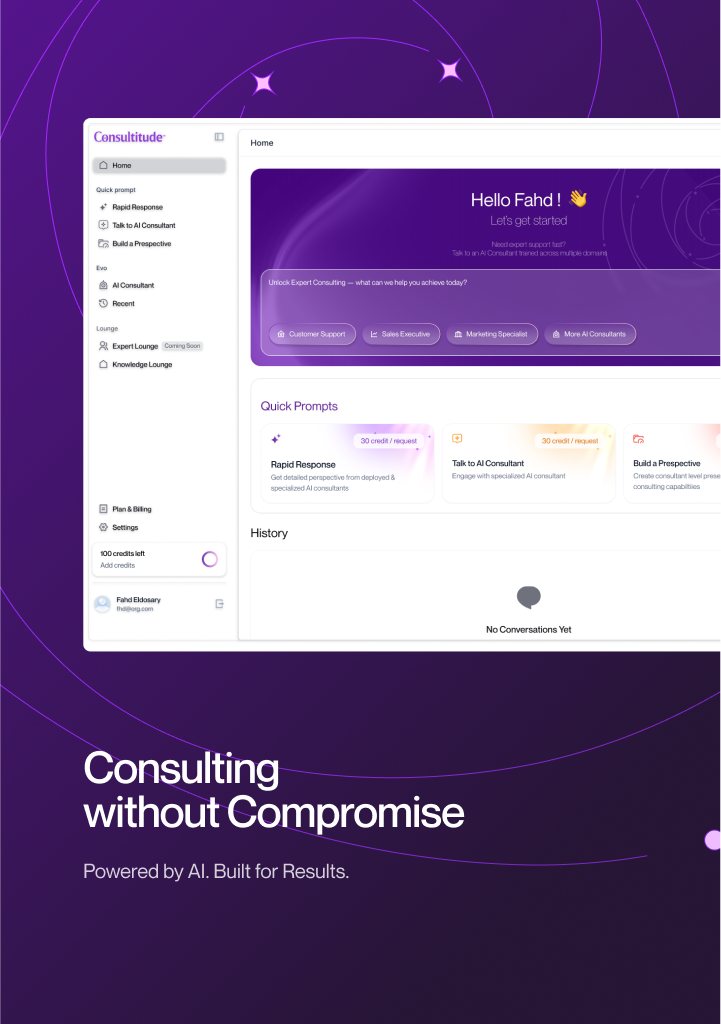 Consultitude
Home
Quick prompt
Rapid Response
Talk to AI Consultant
Build a Prespective
Evo
AI Consultant
Recent
Lounge
Expert Lounge Coming Soon
Knowledge Lounge
Plan & Billing
Settings
100 credits left
Add credits
Fahd Eldosary
fhd@org.com
Home
Hello Fahd ! 👋
Let's get started
Need expert support fast?
Talk to an AI Consultant trained across multiple domains
Unlock Expert Consulting — what can we help you achieve today?
Customer Support
Sales Executive
Marketing Specialist
More AI Consultants
Quick Prompts
30 credit / request
Rapid Response
Get detailed perspective from deployed &
specialized AI consultants
30 credit / request
Talk to AI Consultant
Engage with specialized AI consultant
Build a Prespective
Create consultant level prese
consulting capabiltiies
History
No Conversations Yet
Consulting
without Compromise
Powered by AI. Built for Results.